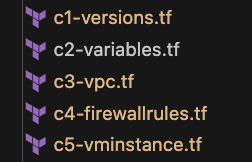 c1-versions.tf
c2-variables.tf
c3-vpc.tf
c4-firewallrules.tf
c5-vminstance.tf